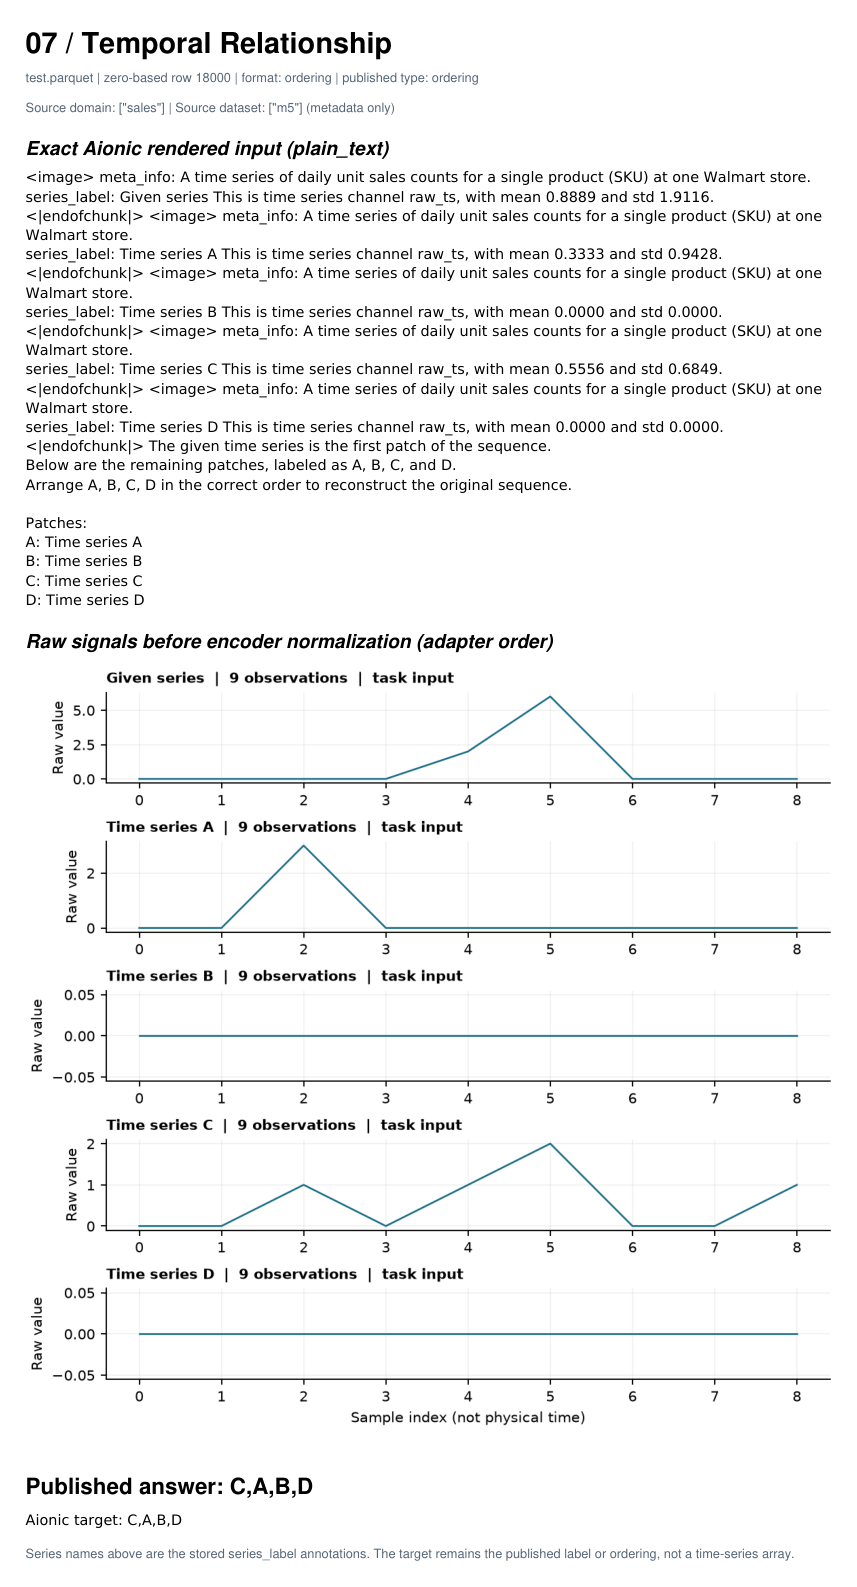 07 / Temporal Relationship
test.parquet | zero-based row 18000 | format: ordering | published type: ordering
Source domain: ["sales"] | Source dataset: ["m5"] (metadata only)
Exact Aionic rendered input (plain_text)
<image> meta_info: A time series of daily unit sales counts for a single product (SKU) at one Walmart store.
series_label: Given series This is time series channel raw_ts, with mean 0.8889 and std 1.9116.
<|endofchunk|> <image> meta_info: A time series of daily unit sales counts for a single product (SKU) at one
Walmart store.
series_label: Time series A This is time series channel raw_ts, with mean 0.3333 and std 0.9428.
<|endofchunk|> <image> meta_info: A time series of daily unit sales counts for a single product (SKU) at one
Walmart store.
series_label: Time series B This is time series channel raw_ts, with mean 0.0000 and std 0.0000.
<|endofchunk|> <image> meta_info: A time series of daily unit sales counts for a single product (SKU) at one
Walmart store.
series_label: Time series C This is time series channel raw_ts, with mean 0.5556 and std 0.6849.
<|endofchunk|> <image> meta_info: A time series of daily unit sales counts for a single product (SKU) at one
Walmart store.
series_label: Time series D This is time series channel raw_ts, with mean 0.0000 and std 0.0000.
<|endofchunk|> The given time series is the first patch of the sequence.
Below are the remaining patches, labeled as A, B, C, and D.
Arrange A, B, C, D in the correct order to reconstruct the original sequence.
Patches:
A: Time series A
B: Time series B
C: Time series C
D: Time series D
Raw signals before encoder normalization (adapter order)
Given series | 9 observations | task input
Raw value
5.0
2.5
0.0
0 1 2 3 4 5 6 7 8
Time series A | 9 observations | task input
Raw value
2
0
0 1 2 3 4 5 6 7 8
Time series B | 9 observations | task input
Raw value
0.05
0.00
−0.05
0 1 2 3 4 5 6 7 8
Time series C | 9 observations | task input
Raw value
2
1
0
0 1 2 3 4 5 6 7 8
Time series D | 9 observations | task input
Raw value
0.05
0.00
−0.05
0 1 2 3 4 5 6 7 8
Sample index (not physical time)
Published answer: C,A,B,D
Aionic target: C,A,B,D
Series names above are the stored series_label annotations. The target remains the published label or ordering, not a time-series array.